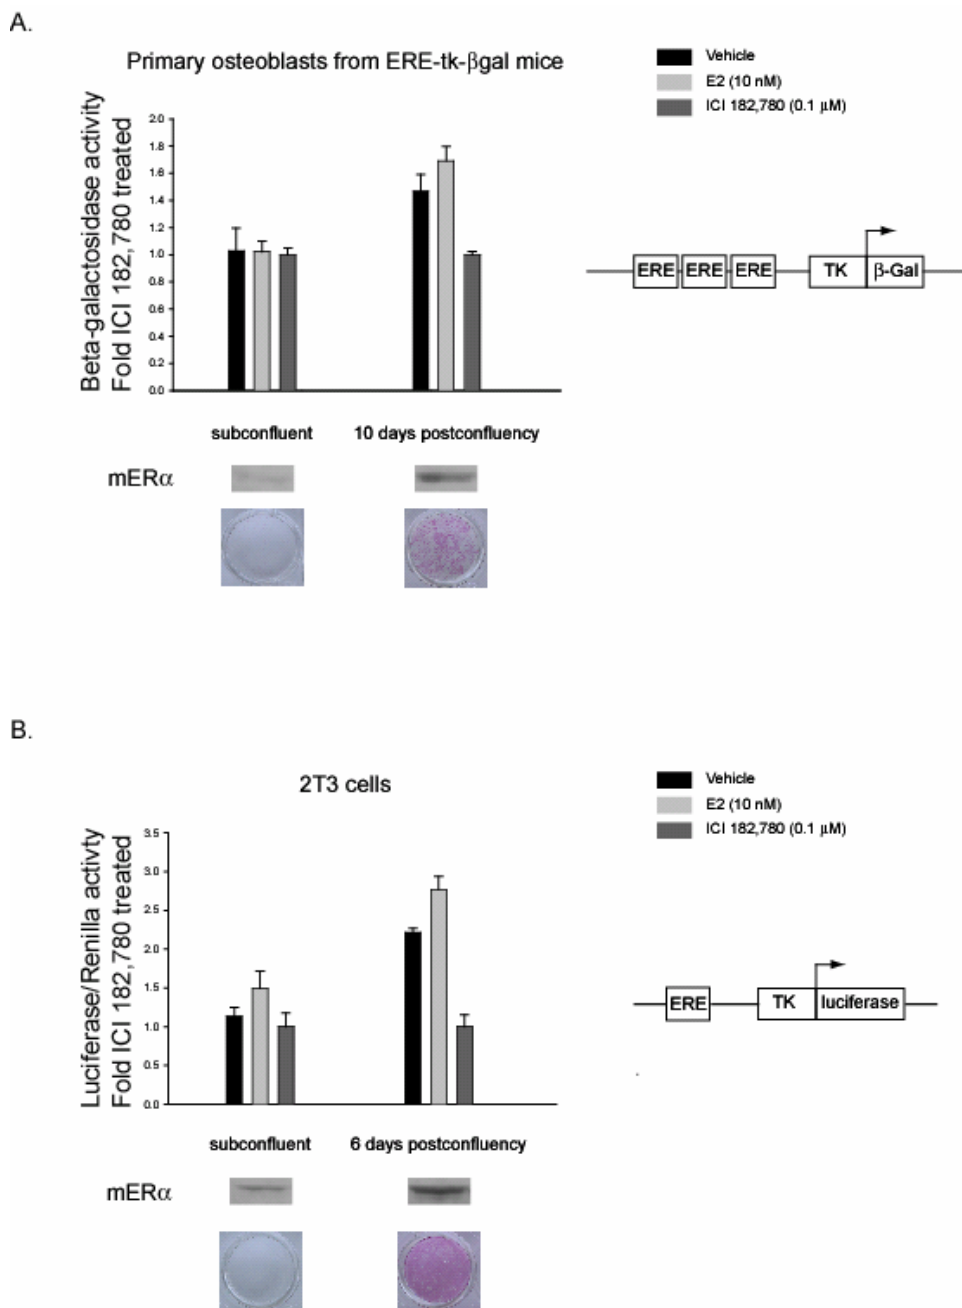 A.
Primary osteoblasts from ERE-tk-βgal mice
Vehicle
E2 (10 nM)
ICI 182,780 (0.1 μM)
Beta-galactosidase activity
Fold ICI 182,780 treated
2.0
1.8
1.6
1.4
1.2
1.0
0.8
0.6
0.4
0.2
0.0
ERE ERE ERE TK β-Gal
subconfluent 10 days postconfluency
mERα
B.
2T3 cells
Vehicle
E2 (10 nM)
ICI 182,780 (0.1 μM)
Luciferase/Renilla activty
Fold ICI 182,780 treated
3.5
3.0
2.5
2.0
1.5
1.0
0.5
0.0
ERE TK luciferase
subconfluent 6 days postconfluency
mERα